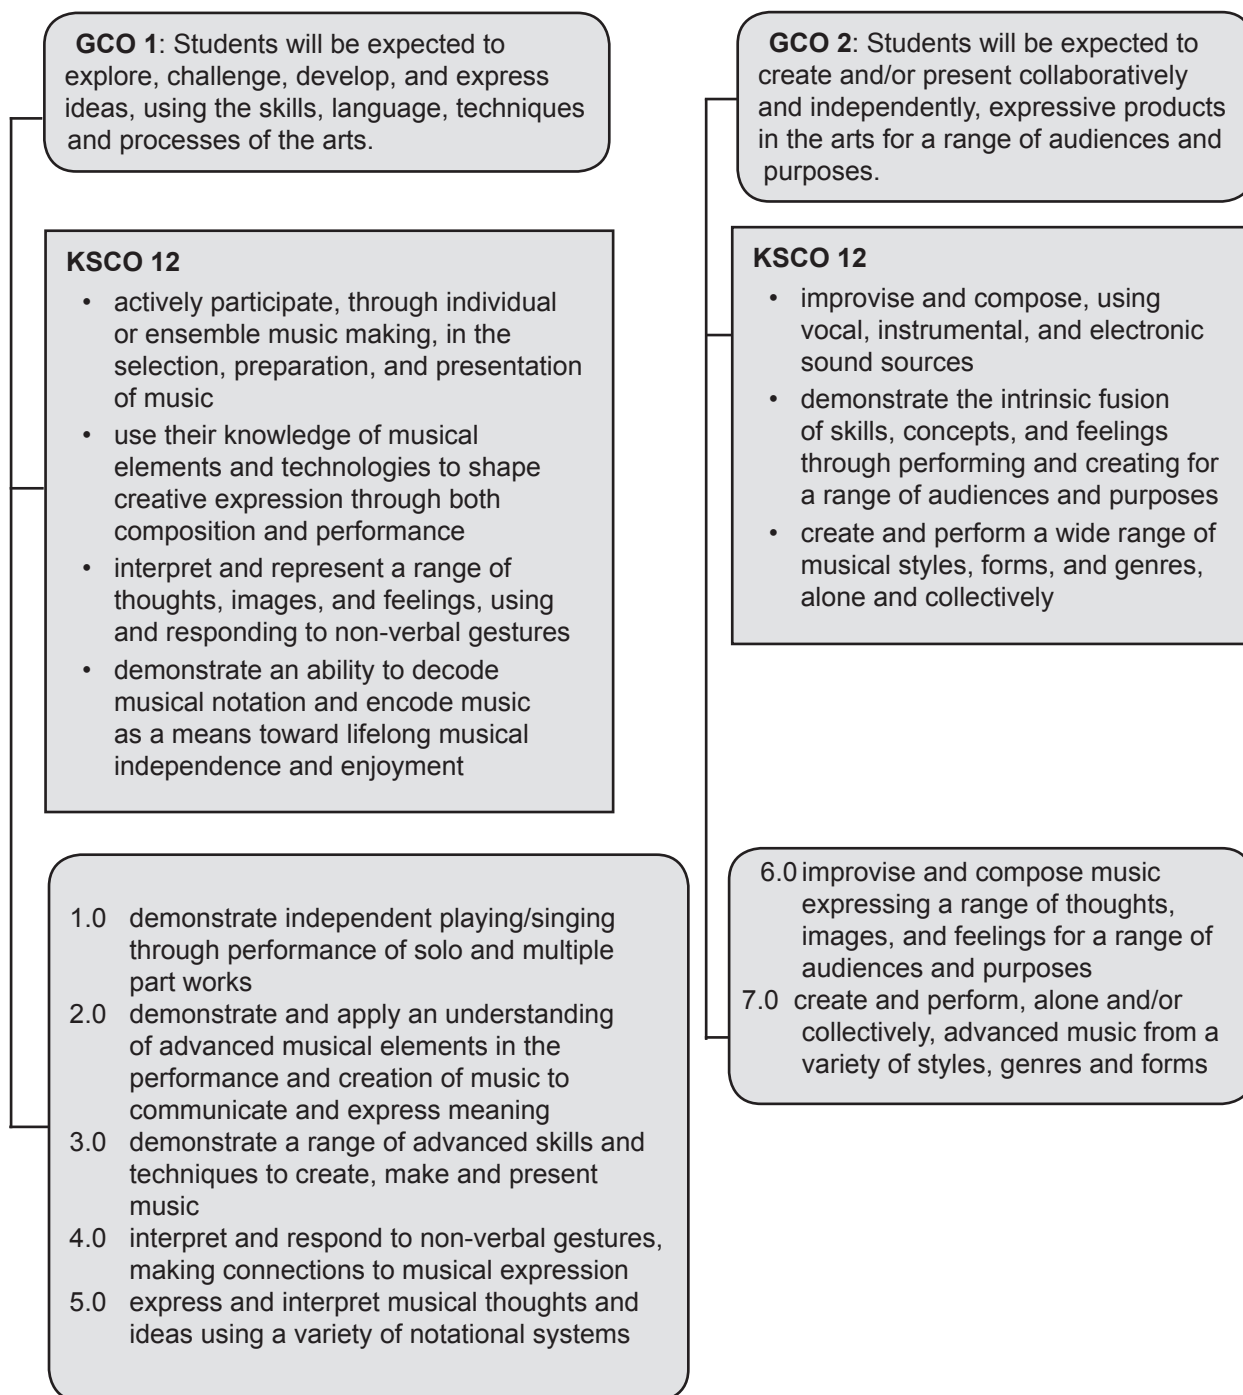 GCO 1: Students will be expected to
explore, challenge, develop, and express
ideas, using the skills, language, techniques
and processes of the arts.
KSCO 12
• actively participate, through individual
or ensemble music making, in the
selection, preparation, and presentation
of music
• use their knowledge of musical
elements and technologies to shape
creative expression through both
composition and performance
• interpret and represent a range of
thoughts, images, and feelings, using
and responding to non-verbal gestures
• demonstrate an ability to decode
musical notation and encode music
as a means toward lifelong musical
independence and enjoyment
1.0 demonstrate independent playing/singing
through performance of solo and multiple
part works
2.0 demonstrate and apply an understanding
of advanced musical elements in the
performance and creation of music to
communicate and express meaning
3.0 demonstrate a range of advanced skills and
techniques to create, make and present
music
4.0 interpret and respond to non-verbal gestures,
making connections to musical expression
5.0 express and interpret musical thoughts and
ideas using a variety of notational systems
GCO 2: Students will be expected to
create and/or present collaboratively
and independently, expressive products
in the arts for a range of audiences and
purposes.
KSCO 12
• improvise and compose, using
vocal, instrumental, and electronic
sound sources
• demonstrate the intrinsic fusion
of skills, concepts, and feelings
through performing and creating for
a range of audiences and purposes
• create and perform a wide range of
musical styles, forms, and genres,
alone and collectively
6.0 improvise and compose music
expressing a range of thoughts,
images, and feelings for a range of
audiences and purposes
7.0 create and perform, alone and/or
collectively, advanced music from a
variety of styles, genres and forms